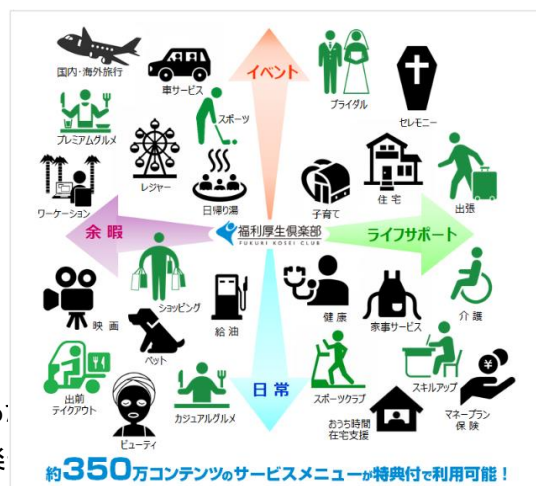 イベント
国内・海外旅行
車サービス
ブライダル
セレモニー
プレミアムグルメ
スポーツ
レジャー
日帰り湯
子育て
住宅
出張
ワーケーション
余暇
福利厚生倶楽部
FUKURI KOSEI CLUB
ライフサポート
ショッピング
給油
健康
家事サービス
介護
映画
ペット
日常
スポーツクラブ
スキルアップ
出前
テイクアウト
ビューティ
カジュアルグルメ
おうち時間
在宅支援
マネープラン
保険
約350万コンテンツのサービスメニューが特典付で利用可能！